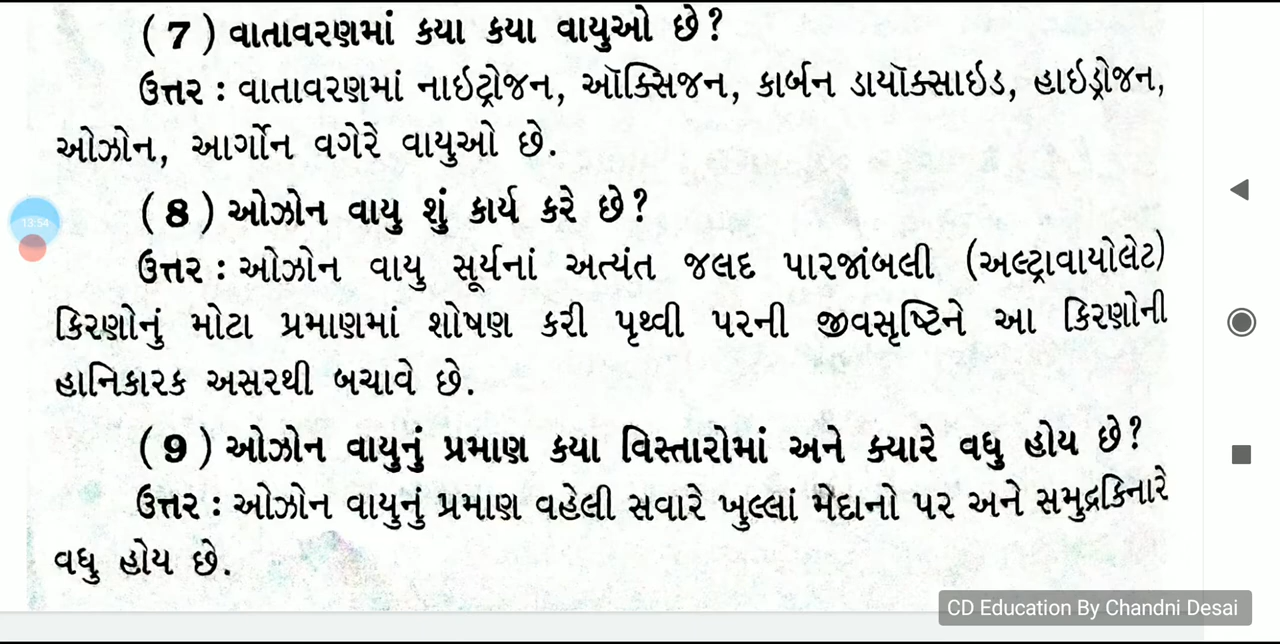 (7) વાતાવરણમાં કયા કયા વાયુઓ છે?
ઉત્તર : વાતાવરણમાં નાઇટ્રોજન, ઑક્સિજન, કાર્બન ડાયૉક્સાઇડ, હાઇડ્રોજન,
ઓઝોન, આર્ગોન વગેરે વાયુઓ છે.
(8) ઓઝોન વાયુ શું કાર્ય કરે છે?
13:54
ઉત્તર : ઓઝોન વાયુ સૂર્યનાં અત્યંત જલદ પારજાંબલી (અલ્ટ્રાવાયોલેટ)
કિરણોનું મોટા પ્રમાણમાં શોષણ કરી પૃથ્વી પરની જીવસૃષ્ટિને આ કિરણોની
હાનિકારક અસરથી બચાવે છે.
(9) ઓઝોન વાયુનું પ્રમાણ કયા વિસ્તારોમાં અને ક્યારે વધુ હોય છે?
ઉત્તર : ઓઝોન વાયુનું પ્રમાણ વહેલી સવારે ખુલ્લાં મેદાનો પર અને સમુદ્રકિનારે
વધુ હોય છે.
CD Education By Chandni Desai